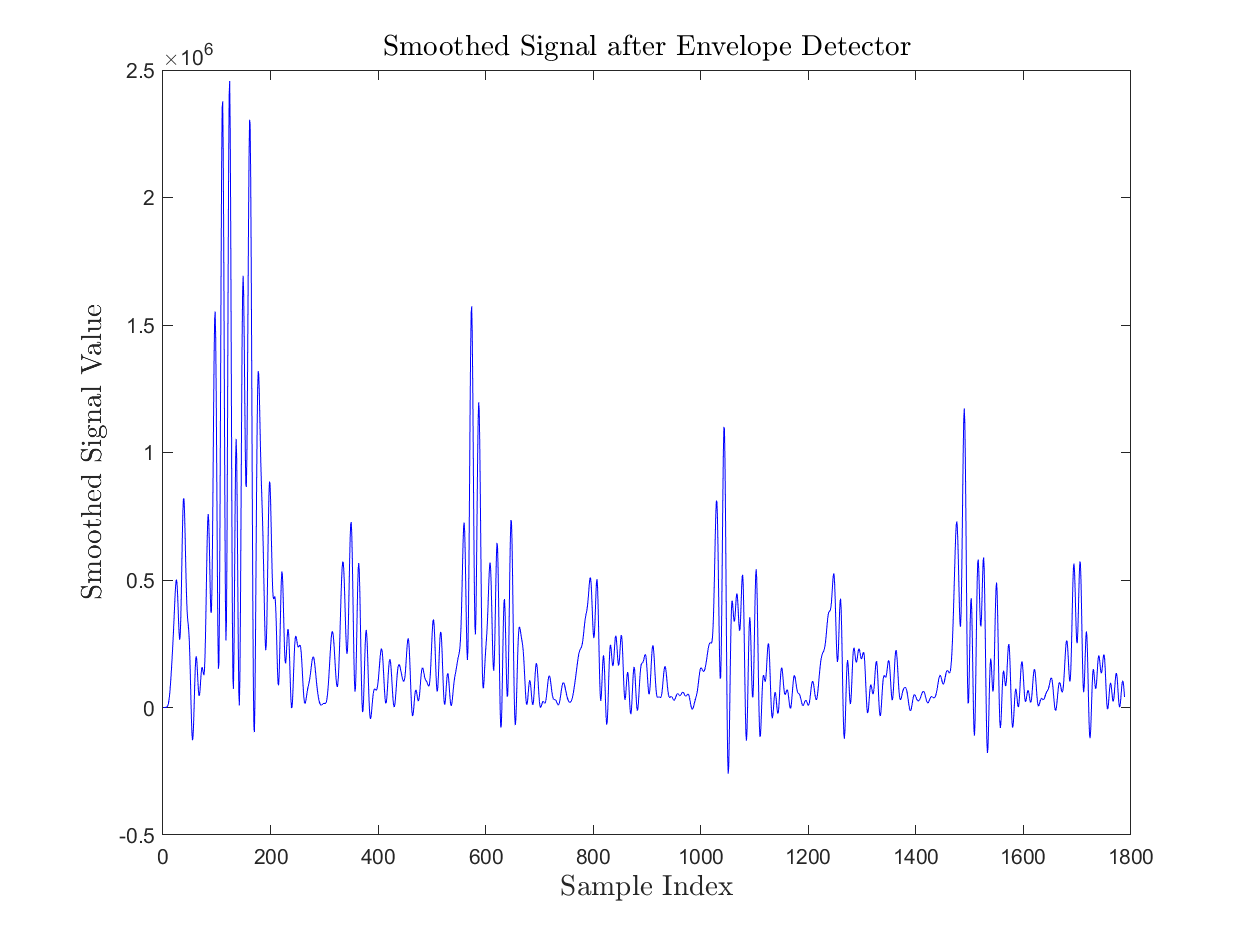 Smoothed Signal after Envelope Detector
×10⁶
2.5
2
1.5
1
0.5
0
-0.5
Smoothed Signal Value
0 200 400 600 800 1000 1200 1400 1600 1800
Sample Index